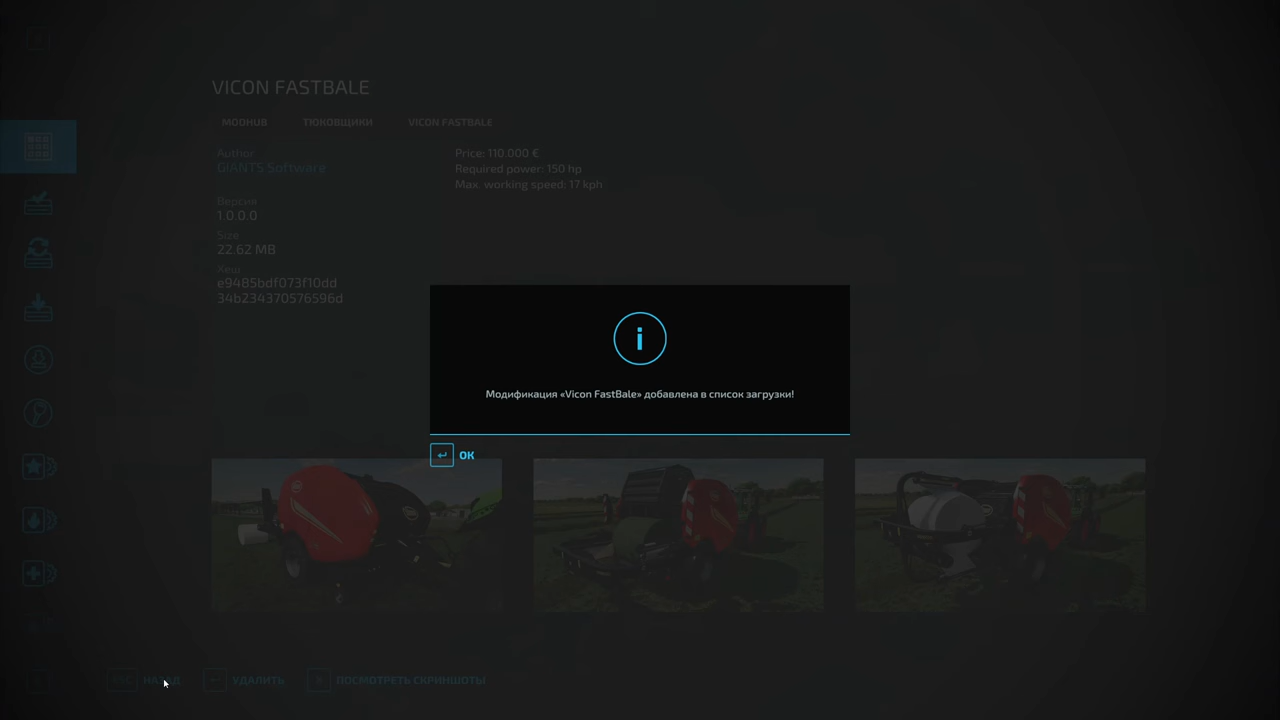 VICON FASTBALE
MODHUB
ТЮКОВЩИКИ
VICON FASTBALE
Author
GIANTS Software
Price: 110,000 €
Required power: 150 hp
Max. working speed: 17 kph
Версия
1.0.0.0
Size
22.62 MB
Хеш
e9485bdf073f10dd
34b234370576596d
Модификация «Vicon FastBale» добавлена в список загрузки!
OK
НАЗАД
УДАЛИТЬ
ПОСМОТРЕТЬ СКРИНШОТЫ